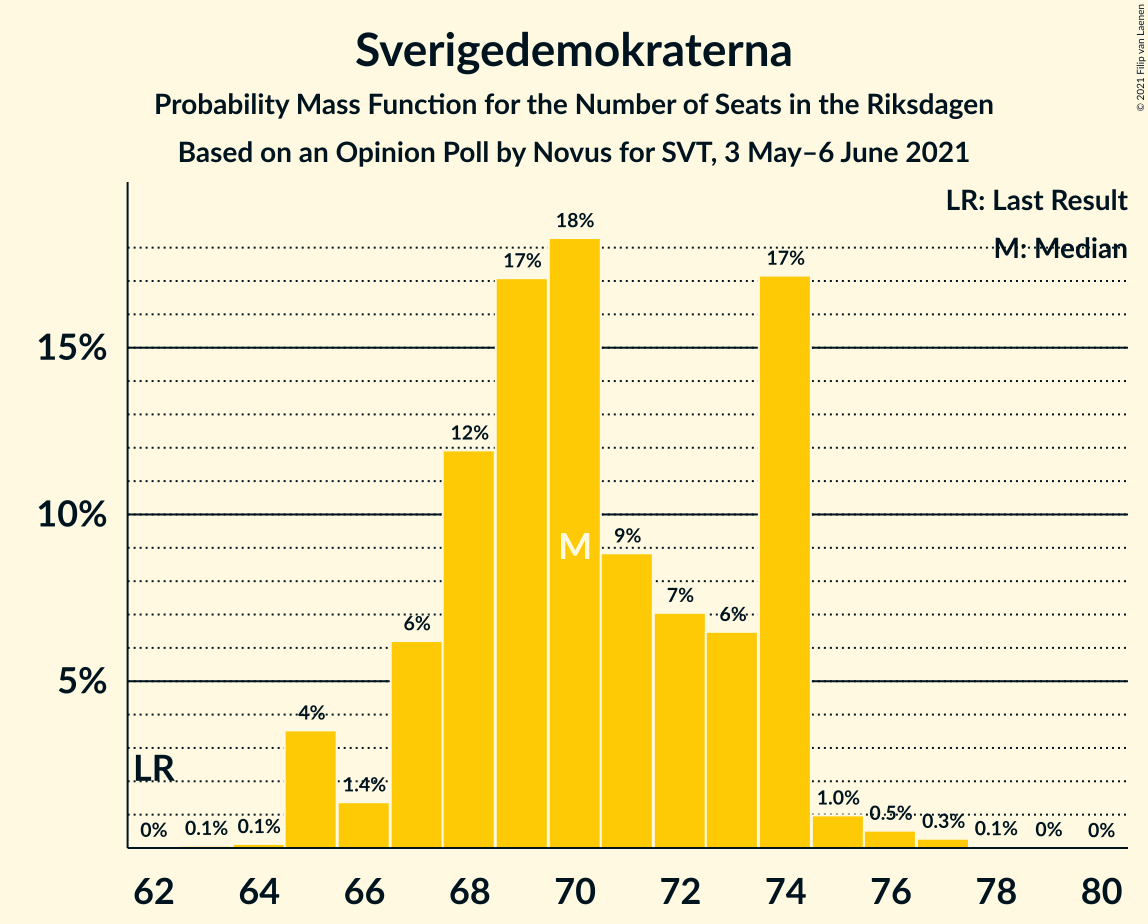 Sverigedemokraterna
Probability Mass Function for the Number of Seats in the Riksdagen
Based on an Opinion Poll by Novus for SVT, 3 May–6 June 2021
© 2021 Filip van Laenen
LR: Last Result
M: Median
15%
10%
5%
LR
M
0%
0.1%
0.1%
4%
1.4%
6%
12%
17%
18%
9%
7%
6%
17%
1.0%
0.5%
0.3%
0.1%
0%
0%
62 64 66 68 70 72 74 76 78 80